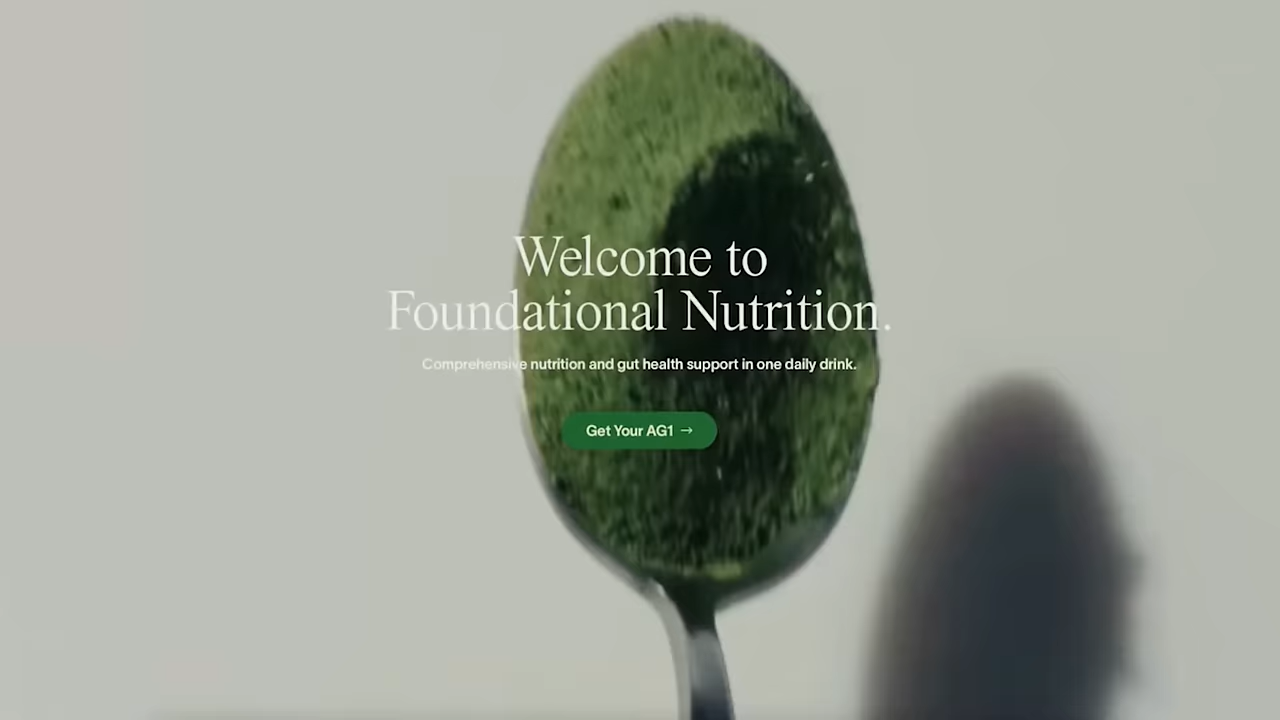 Welcome to
Foundational Nutrition.
Comprehensive nutrition and gut health support in one daily drink.
Get Your AG1 →